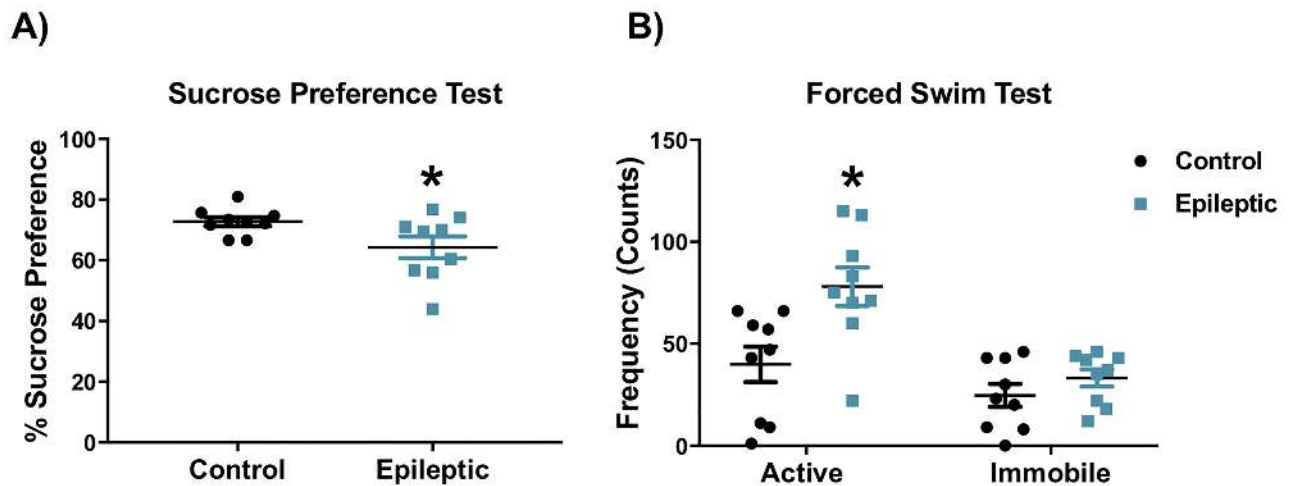 A)
Sucrose Preference Test
% Sucrose Preference
100
80
60
40
20
0
*
Control
Epileptic
B)
Forced Swim Test
Frequency (Counts)
150
100
50
0
*
Active
Immobile
Control
Epileptic